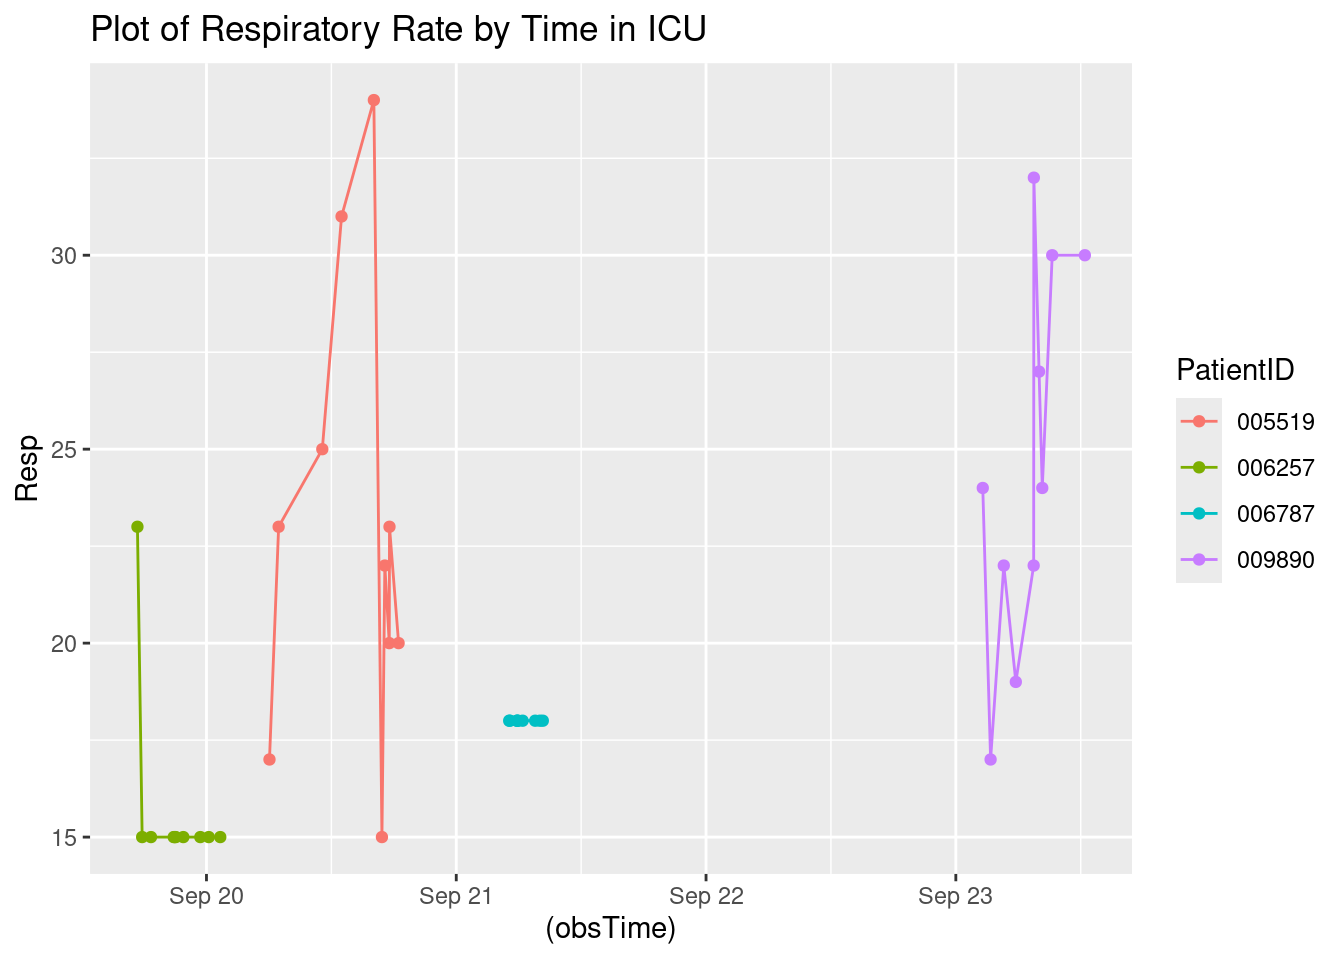 Plot of Respiratory Rate by Time in ICU
Resp
30
25
20
15
Sep 20
Sep 21
Sep 22
Sep 23
(obsTime)
PatientID
005519
006257
006787
009890